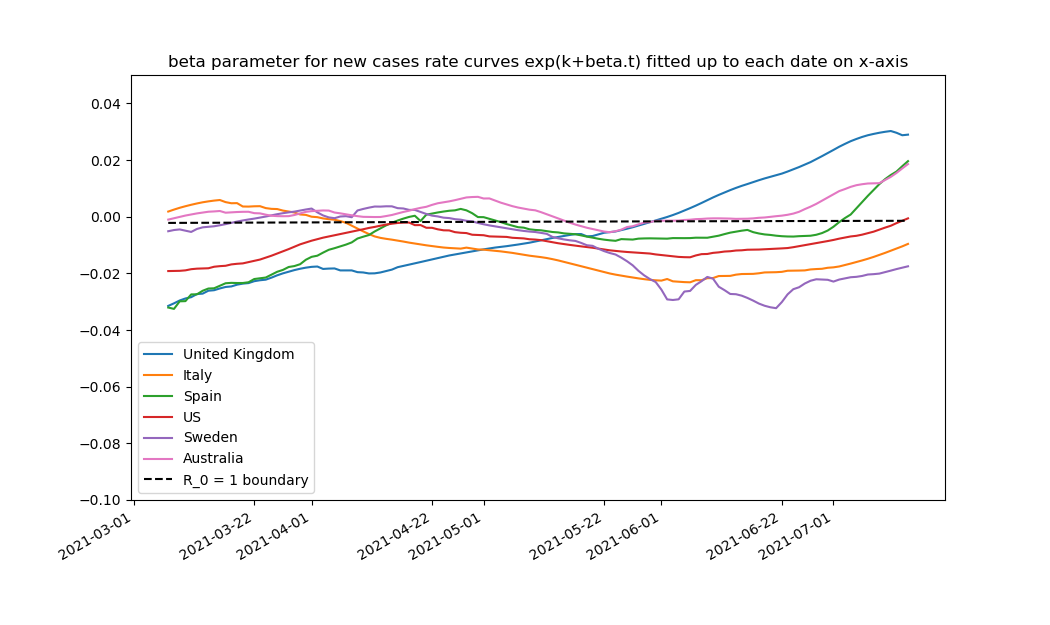 beta parameter for new cases rate curves exp(k+beta.t) fitted up to each date on x-axis
0.04
0.02
0.00
−0.02
−0.04
−0.06
−0.08
−0.10
United Kingdom
Italy
Spain
US
Sweden
Australia
R_0 = 1 boundary
2021-03-01
2021-03-22
2021-04-01
2021-04-22
2021-05-01
2021-05-22
2021-06-01
2021-06-22
2021-07-01